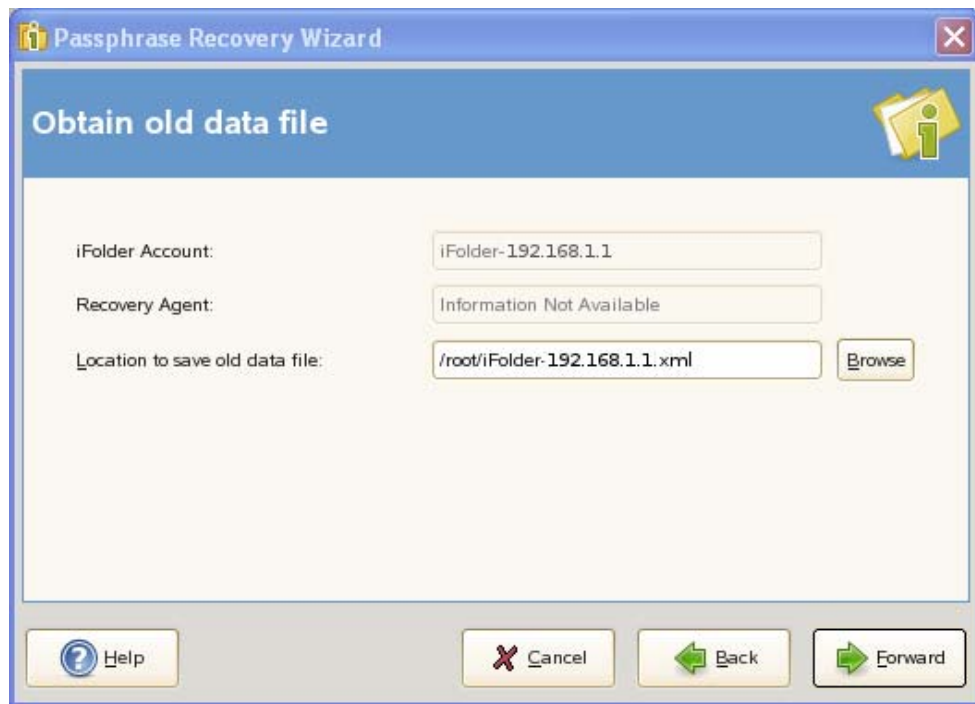 Passphrase Recovery Wizard
Obtain old data file
iFolder Account: iFolder-192.168.1.1
Recovery Agent: Information Not Available
Location to save old data file: /root/iFolder-192.168.1.1.xml Browse
Help Cancel Back Forward